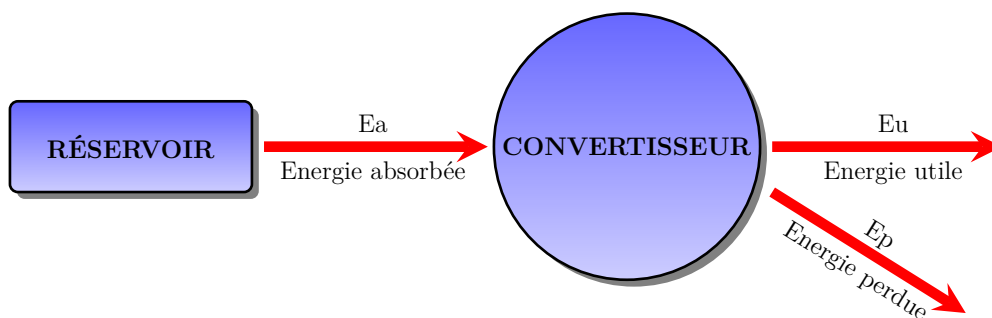 RÉSERVOIR
Ea
Energie absorbée
CONVERTISSEUR
Eu
Energie utile
Ep
Energie perdue